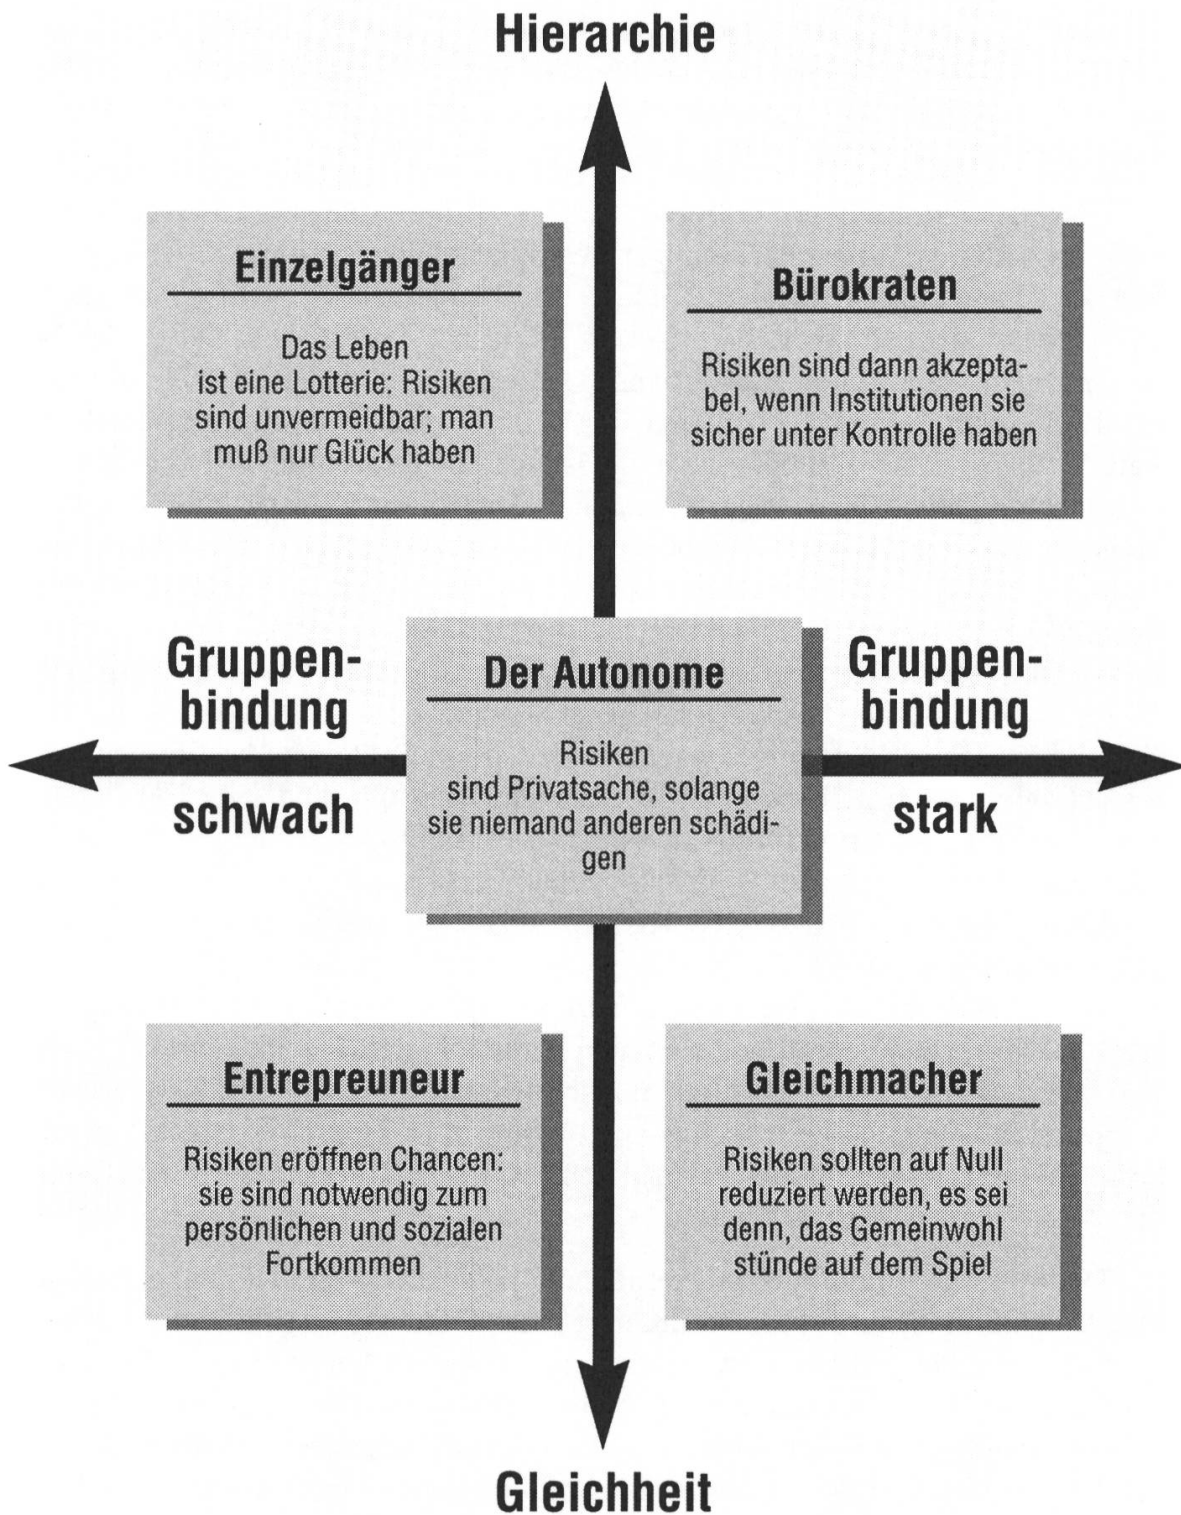 Hierarchie
Einzelgänger
Das Leben
ist eine Lotterie: Risiken
sind unvermeidbar; man
muß nur Glück haben
Bürokraten
Risiken sind dann akzepta-
bel, wenn Institutionen sie
sicher unter Kontrolle haben
Gruppen-
bindung
schwach
Der Autonome
Risiken
sind Privatsache, solange
sie niemand anderen schädi-
gen
Gruppen-
bindung
stark
Entrepreuneur
Risiken eröffnen Chancen:
sie sind notwendig zum
persönlichen und sozialen
Fortkommen
Gleichmacher
Risiken sollten auf Null
reduziert werden, es sei
denn, das Gemeinwohl
stünde auf dem Spiel
Gleichheit